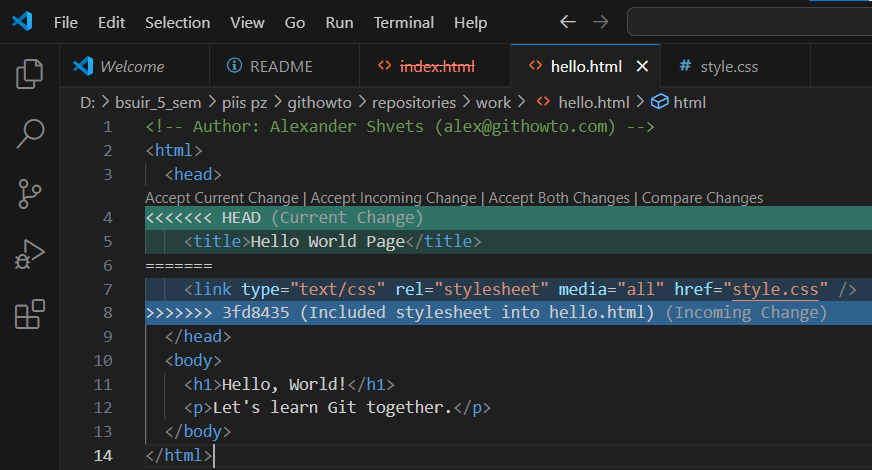 File Edit Selection View Go Run Terminal Help
Welcome README index.html hello.html style.css
D: > bsuir_5_sem > piis pz > githowto > repositories > work > hello.html > html
1 <!-- Author: Alexander Shvets (alex@githowto.com) -->
2 <html>
3 <head>
Accept Current Change | Accept Incoming Change | Accept Both Changes | Compare Changes
4 <<<<<<< HEAD (Current Change)
5 <title>Hello World Page</title>
6 =======
7 <link type="text/css" rel="stylesheet" media="all" href="style.css" />
8 >>>>>>> 3fd8435 (Included stylesheet into hello.html) (Incoming Change)
9 </head>
10 <body>
11 <h1>Hello, World!</h1>
12 <p>Let's learn Git together.</p>
13 </body>
14 </html>